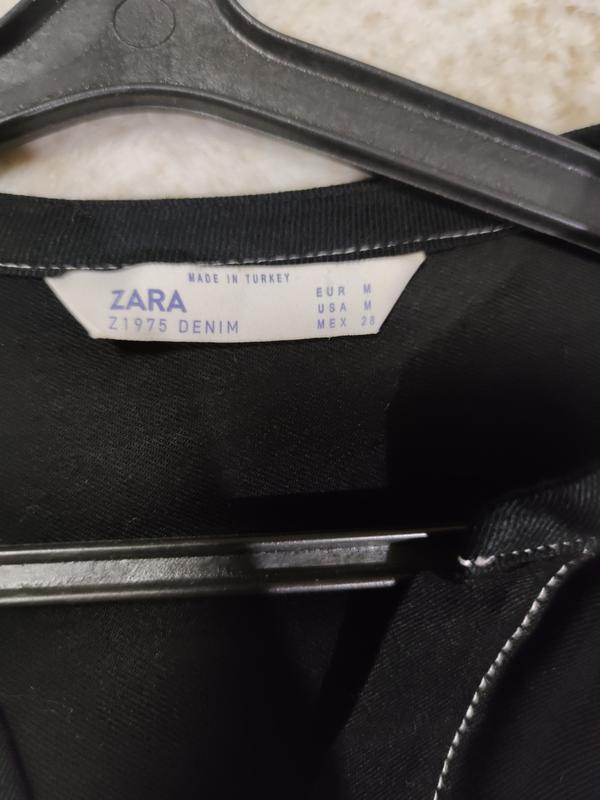 MADE IN TURKEY
ZARA
Z1975 DENIM
EUR M
USA M
MEX 28